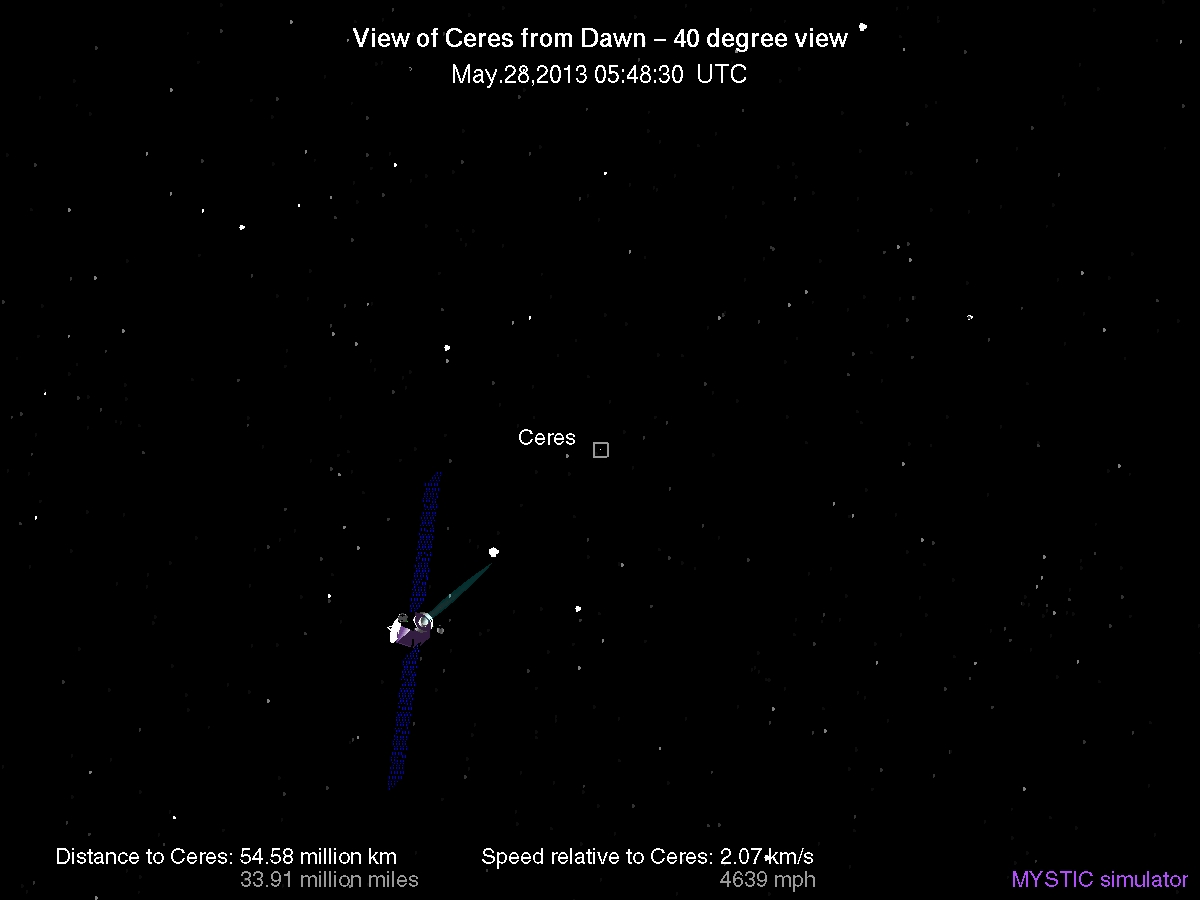 View of Ceres from Dawn – 40 degree view
May.28,2013 05:48:30 UTC
Ceres
Distance to Ceres: 54.58 million km
33.91 million miles
Speed relative to Ceres: 2.07 km/s
4639 mph
MYSTIC simulator